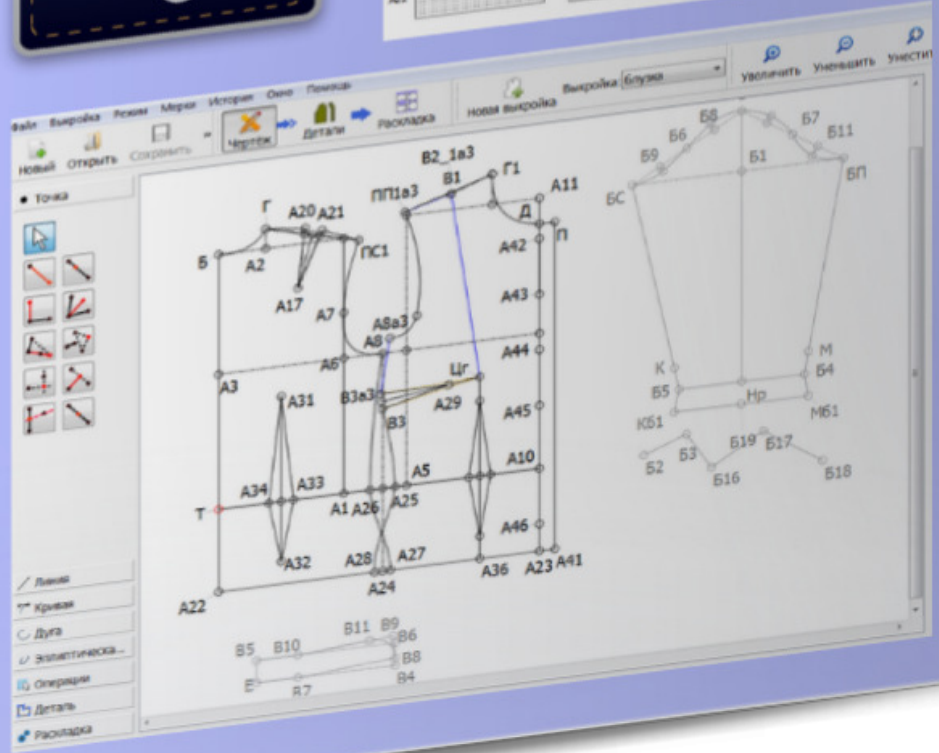 Файл Выкройка Режим Мерки История Окно Помощь
Новый Открыть Сохранить » Чертёж Детали Раскладка Новая выкройка Выкройка Блузки Увеличить Уменьшить
Точка
Линия
Кривая
Дуга
Эллиптическа...
Операции
Деталь
Раскладка
В2_1а3
ПП1а3 В1 Г1 А11
Г А20 А21 Д П
Б А2 ПС1 А42
А17 А7 А43
А8а3 А8 А44
А3 А6 Цг
А31 В3а3 А29 А45
В3
А34 А33 А5 А10
Т А1 А26 А25 А46
А32 А28 А27 А36 А23 А41
А22 А24
Б8 Б7
Б6 Б11
Б9 Б1
БС БП
К М
Б5 Б4
Кб1 Нр Мб1
Б2 Б3 Б19 Б17
Б16 Б18
В11 В9
В5 В10 В6
В8
В4